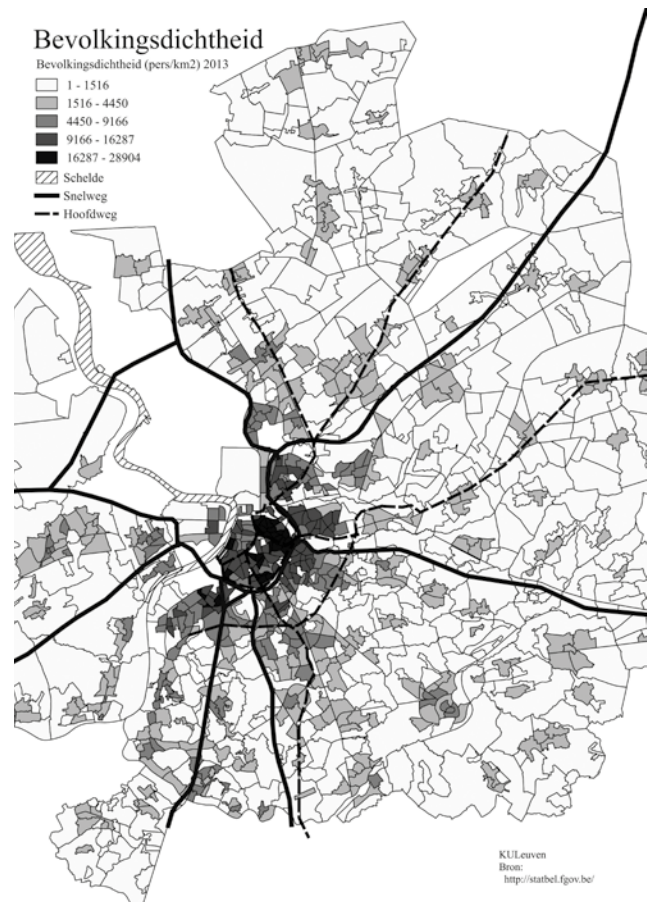 Bevolkingsdichtheid
Bevolkingsdichtheid (pers/km2) 2013
1 - 1516
1516 - 4450
4450 - 9166
9166 - 16287
16287 - 28904
Schelde
Snelweg
Hoofdweg
KULeuven
Bron:
http://statbel.fgov.be/